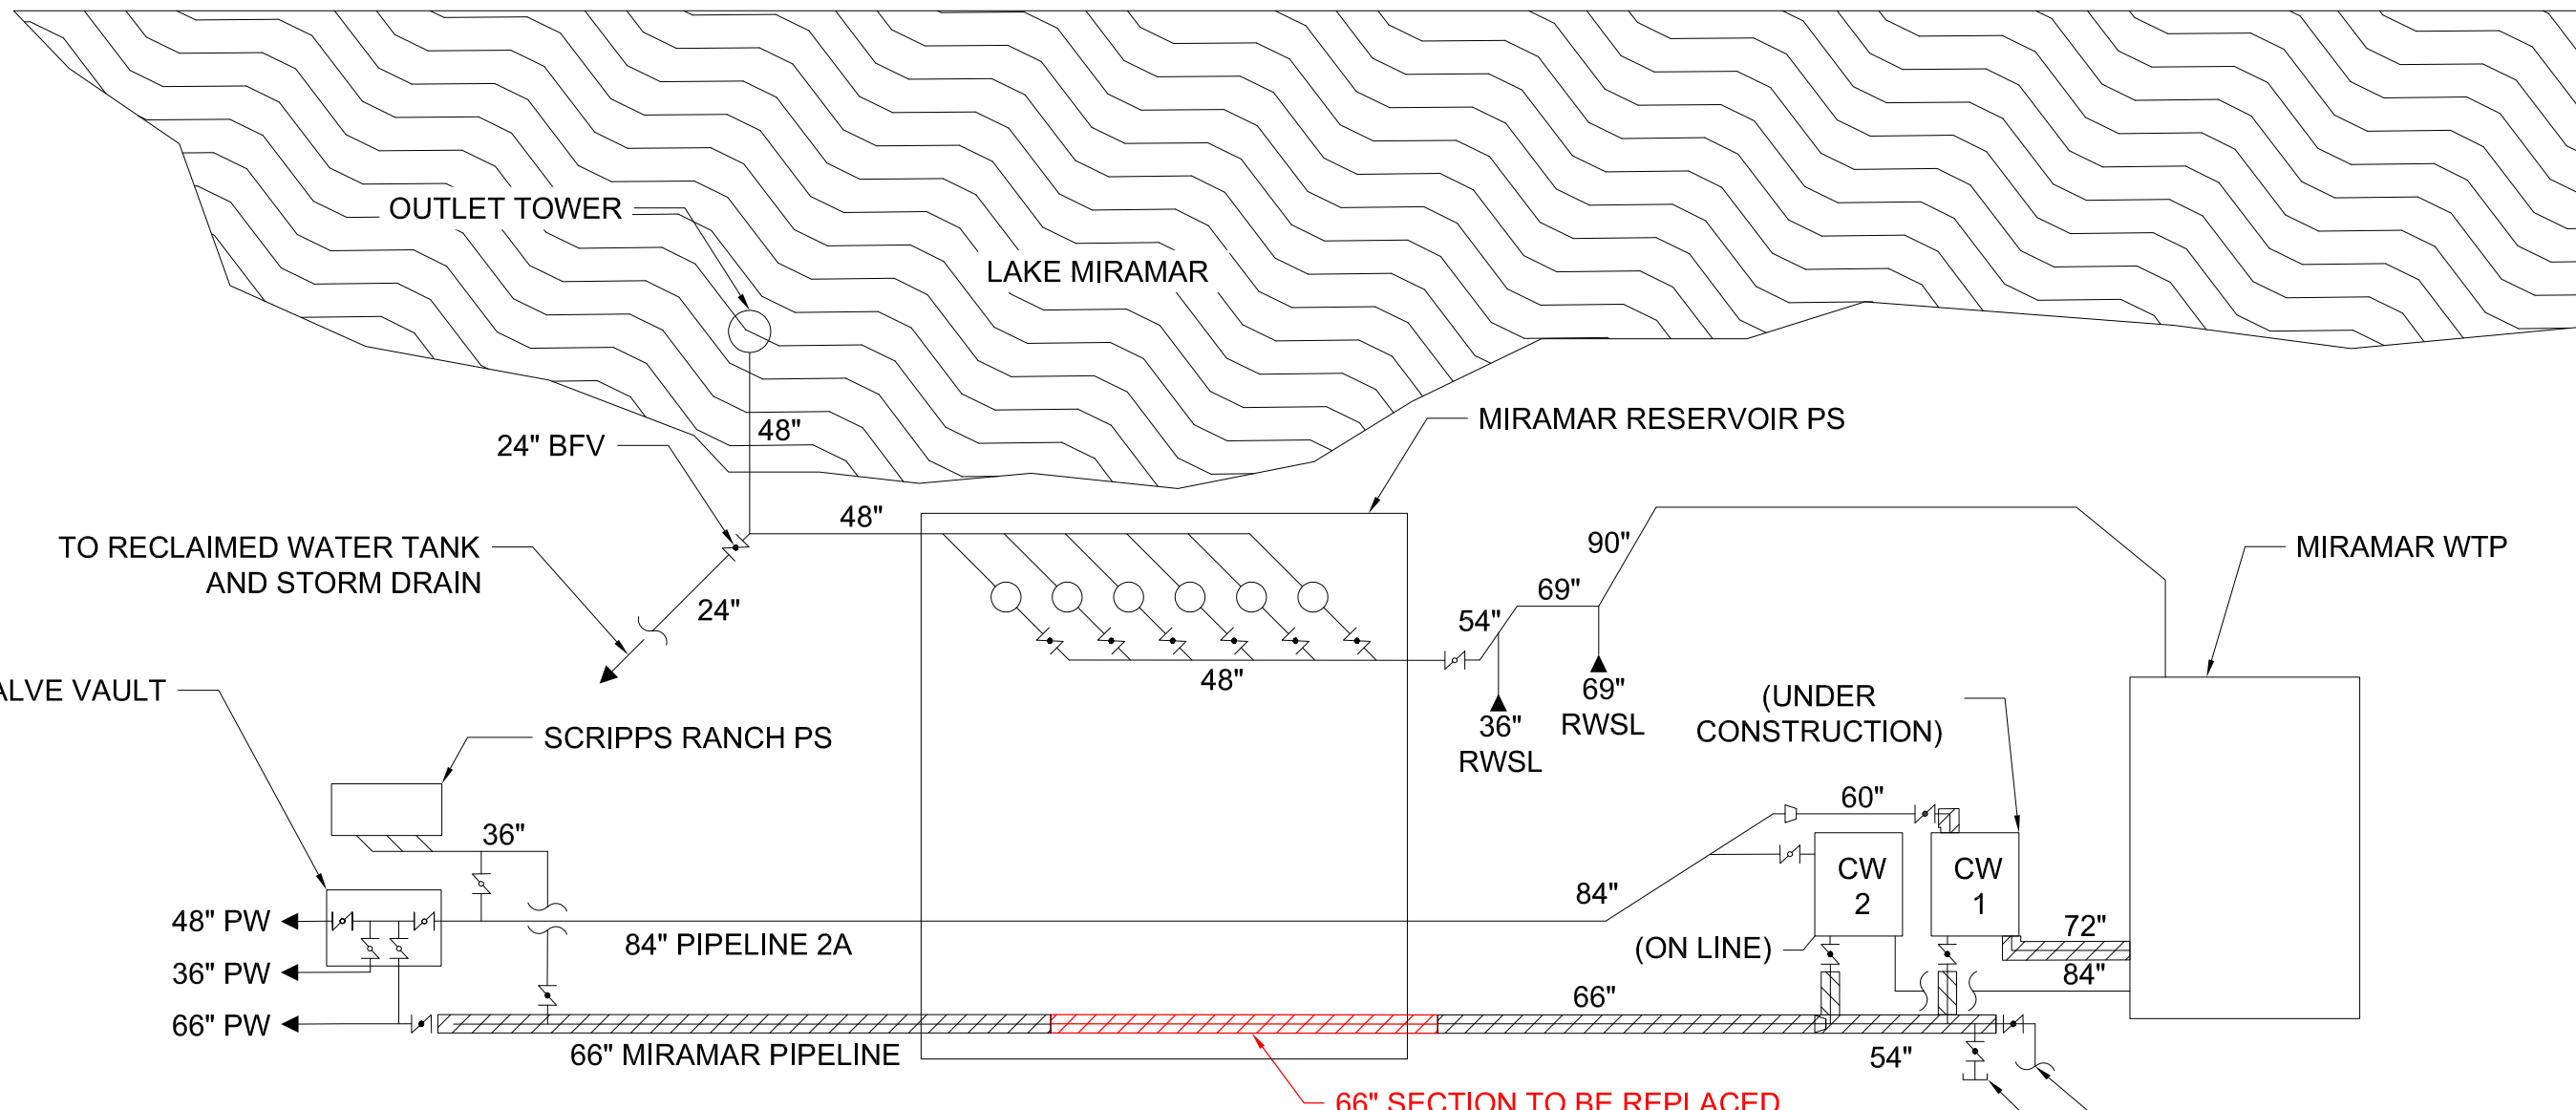 OUTLET TOWER
LAKE MIRAMAR
48"
MIRAMAR RESERVOIR PS
24" BFV
48"
90"
TO RECLAIMED WATER TANK
AND STORM DRAIN
MIRAMAR WTP
24"
69"
54"
48"
69"
RWSL
36"
RWSL
(UNDER
CONSTRUCTION)
VAULT
SCRIPPS RANCH PS
36"
60"
CW
2
CW
1
84"
48" PW
84" PIPELINE 2A
(ON LINE)
72"
36" PW
84"
66"
66" PW
66" MIRAMAR PIPELINE
54"
66" SECTION TO BE REPLACED